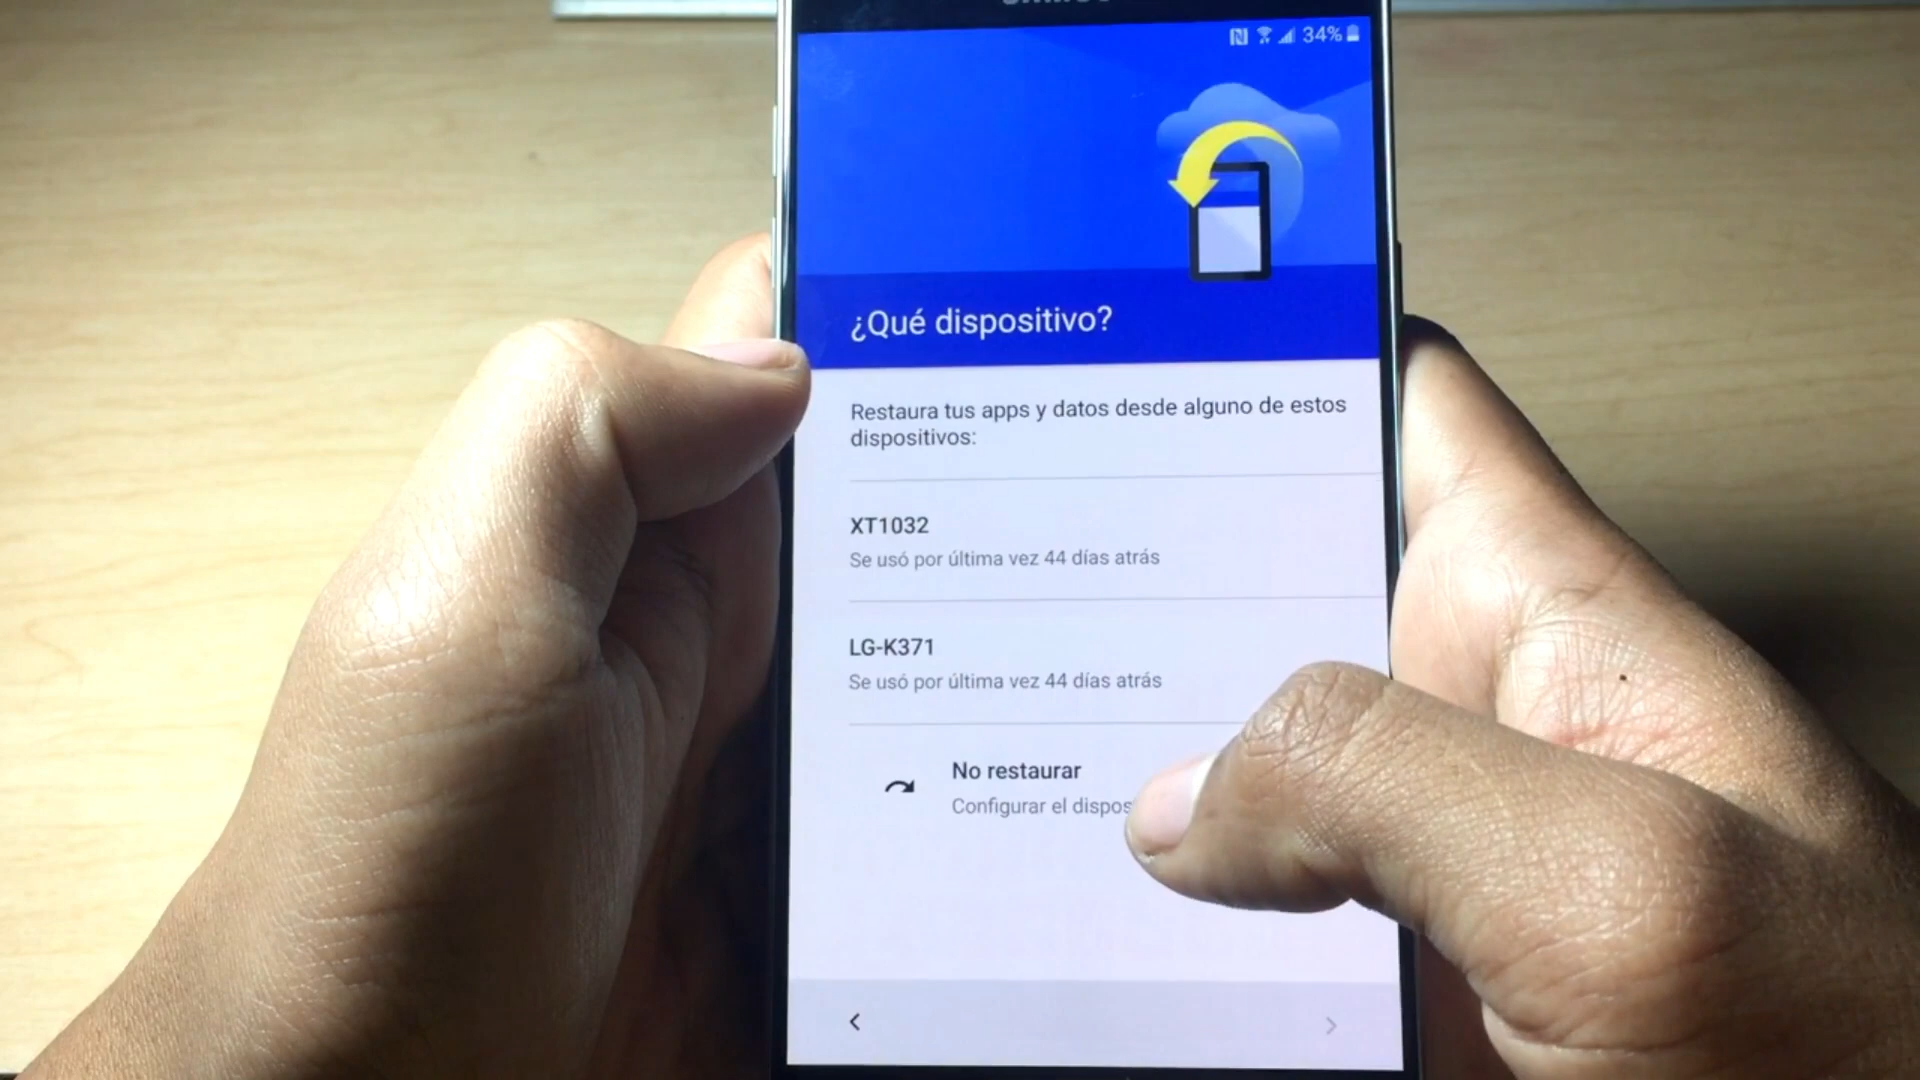 34%
¿Qué dispositivo?
Restaura tus apps y datos desde alguno de estos
dispositivos:
XT1032
Se usó por última vez 44 días atrás
LG-K371
Se usó por última vez 44 días atrás
No restaurar
Configurar el